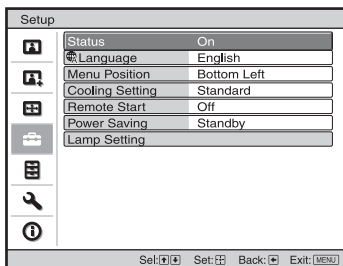 Setup
Status On
Language English
Menu Position Bottom Left
Cooling Setting Standard
Remote Start Off
Power Saving Standby
Lamp Setting
Sel: Set: Back: Exit: MENU